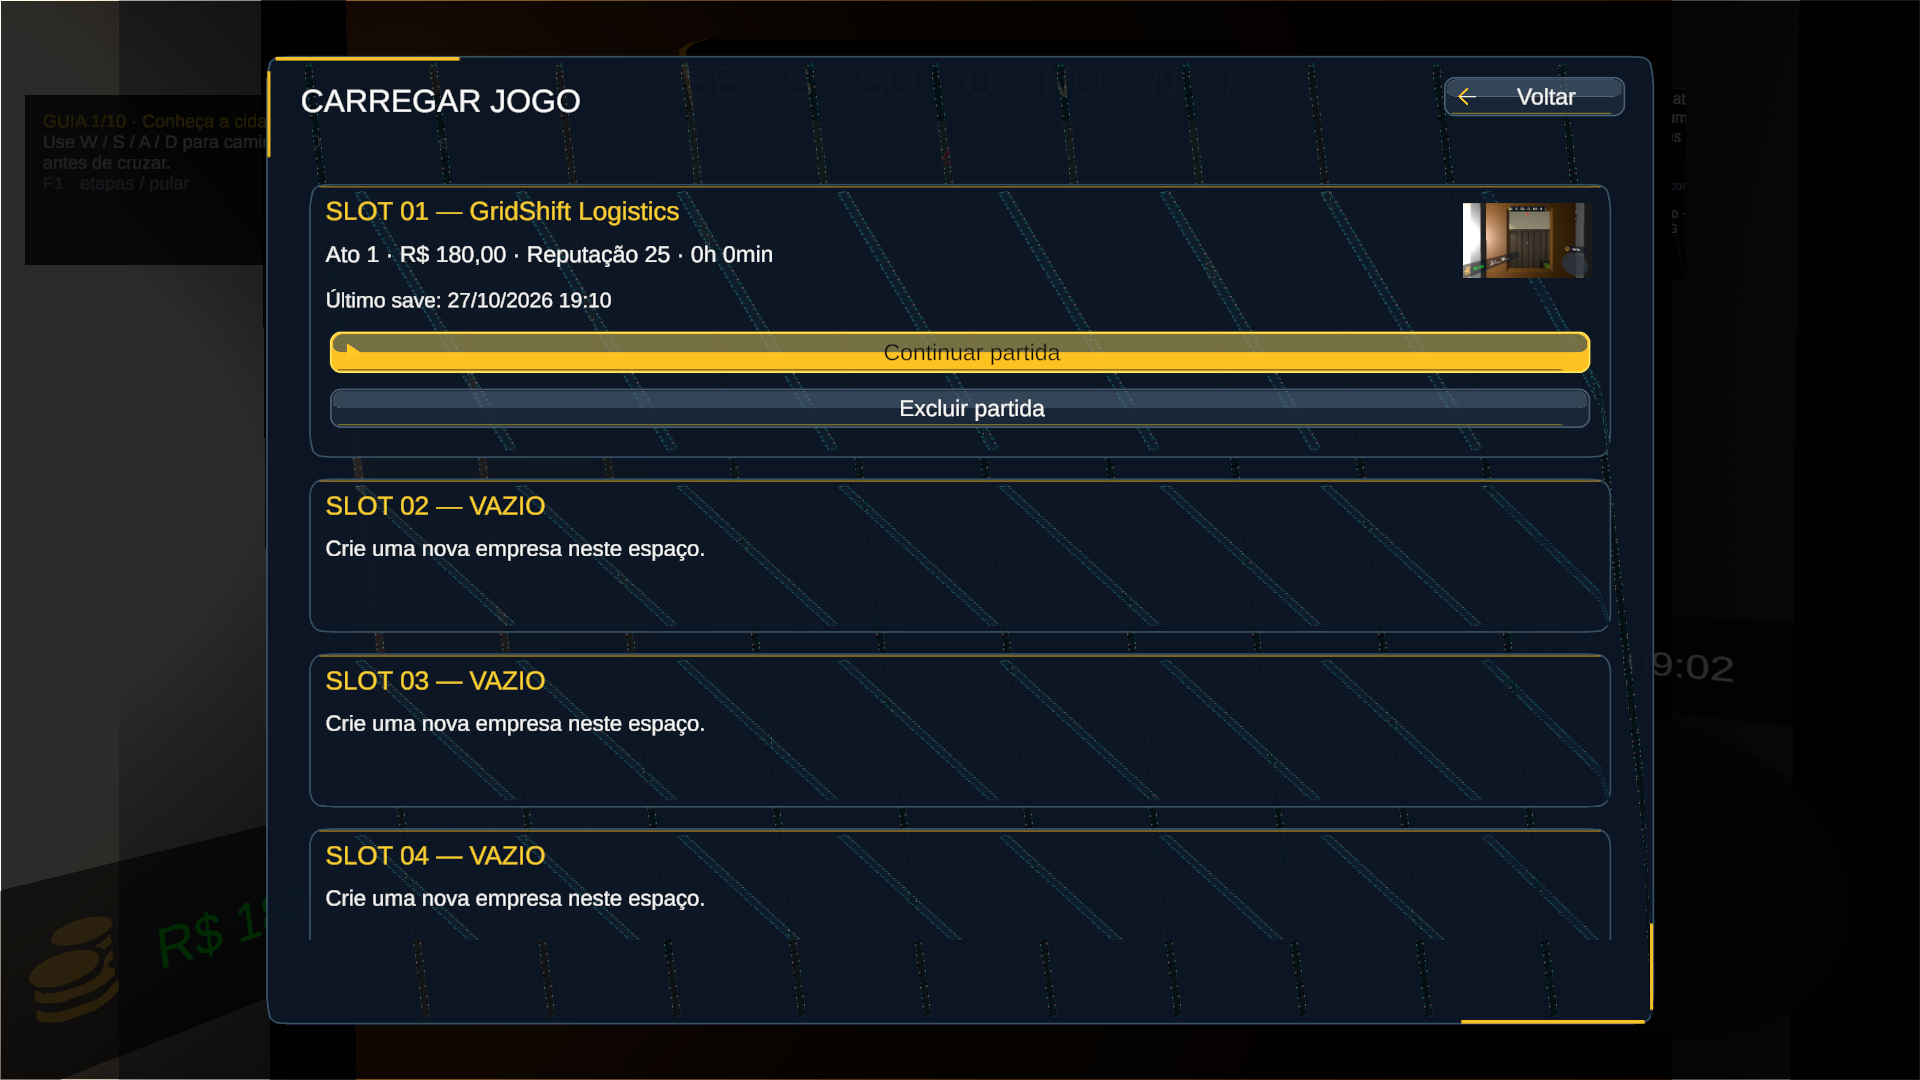 CARREGAR JOGO
Voltar
GUIA 1/10 · Conheça a cida
Use W / S / A / D para camin
antes de cruzar.
F1 · etapas / pular
SLOT 01 — GridShift Logistics
Ato 1 · R$ 180,00 · Reputação 25 · 0h 0min
Último save: 27/10/2026 19:10
Continuar partida
Excluir partida
SLOT 02 — VAZIO
Crie uma nova empresa neste espaço.
SLOT 03 — VAZIO
Crie uma nova empresa neste espaço.
9:02
SLOT 04 — VAZIO
Crie uma nova empresa neste espaço.
R$ 18